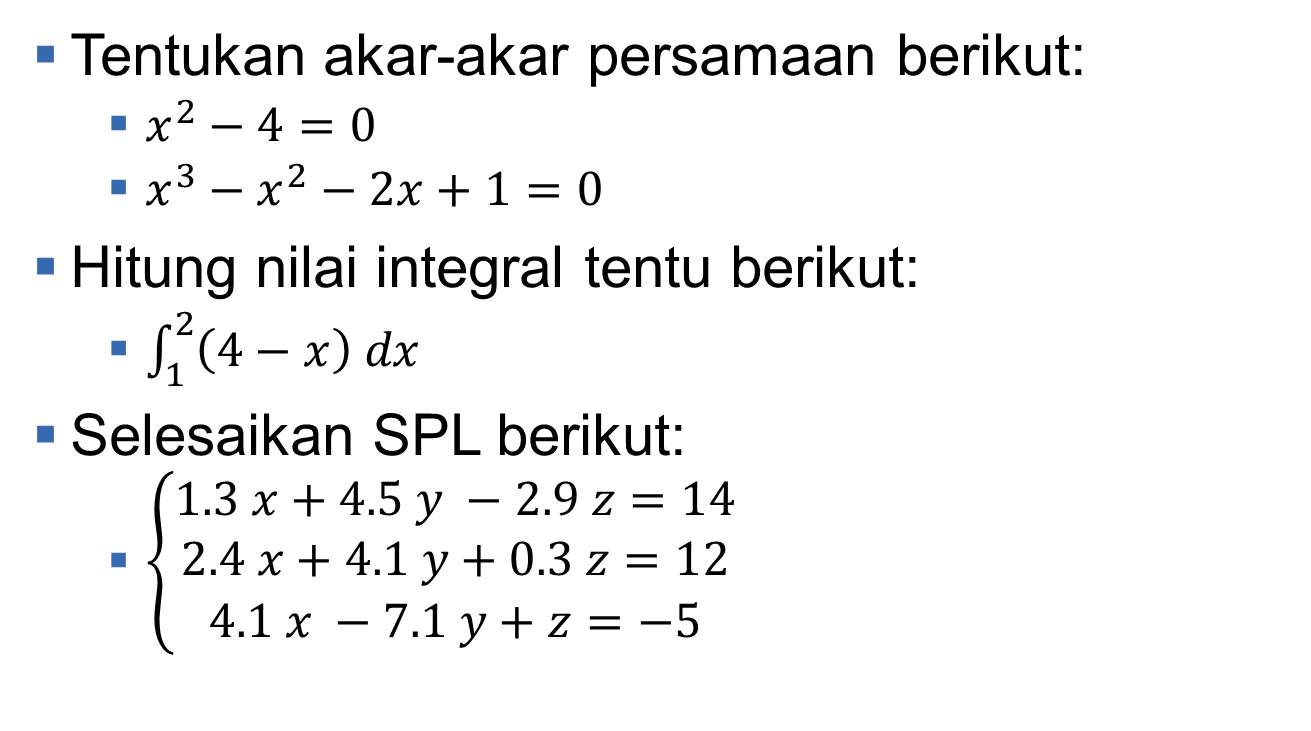 ▪ Tentukan akar-akar persamaan berikut:
▪ x² − 4 = 0
▪ x³ − x² − 2x + 1 = 0
▪ Hitung nilai integral tentu berikut:
▪ ∫₁²(4 − x) dx
▪ Selesaikan SPL berikut:
1.3 x + 4.5 y − 2.9 z = 14
▪ { 2.4 x + 4.1 y + 0.3 z = 12
4.1 x − 7.1 y + z = −5